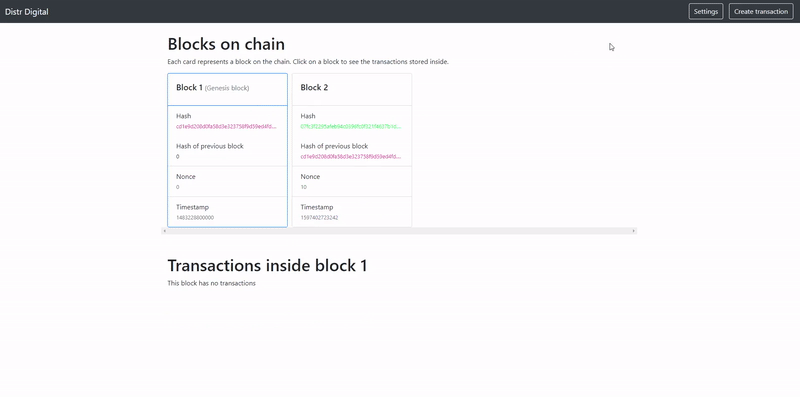 Distr Digital
Settings
Create transaction
Blocks on chain
Each card represents a block on the chain. Click on a block to see the transactions stored inside.
Block 1 (Genesis block)
Hash
cd1e9d208d0fa58d3e323758f9d59ed4fd...
Hash of previous block
0
Nonce
0
Timestamp
1483228800000
Block 2
Hash
Hash of previous block
cd1e9d208d0fa58d3e323758f9d59ed4fd...
Nonce
10
Timestamp
1597402723242
Transactions inside block 1
This block has no transactions